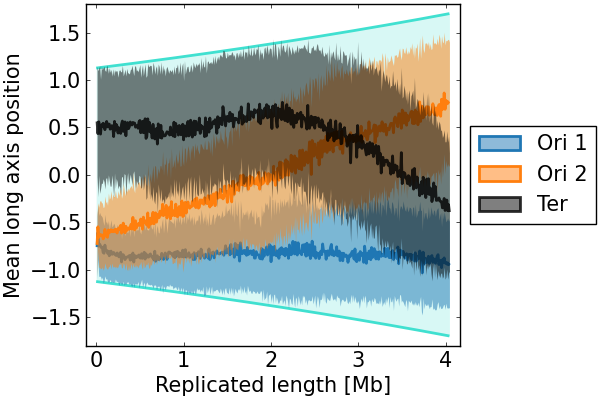 1.5
1.0
0.5
0.0
−0.5
−1.0
−1.5
Mean long axis position
0 1 2 3 4
Replicated length [Mb]
Ori 1
Ori 2
Ter